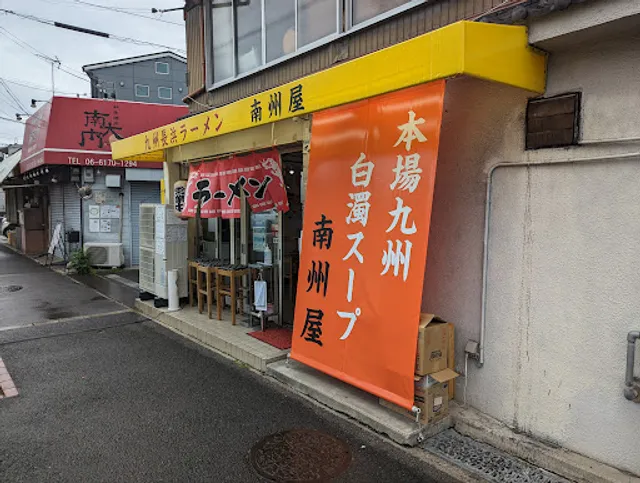 九州長浜ラーメン 南州屋
ラーメン
本場九州
白濁スープ
南州屋
TEL 06-6170-1294